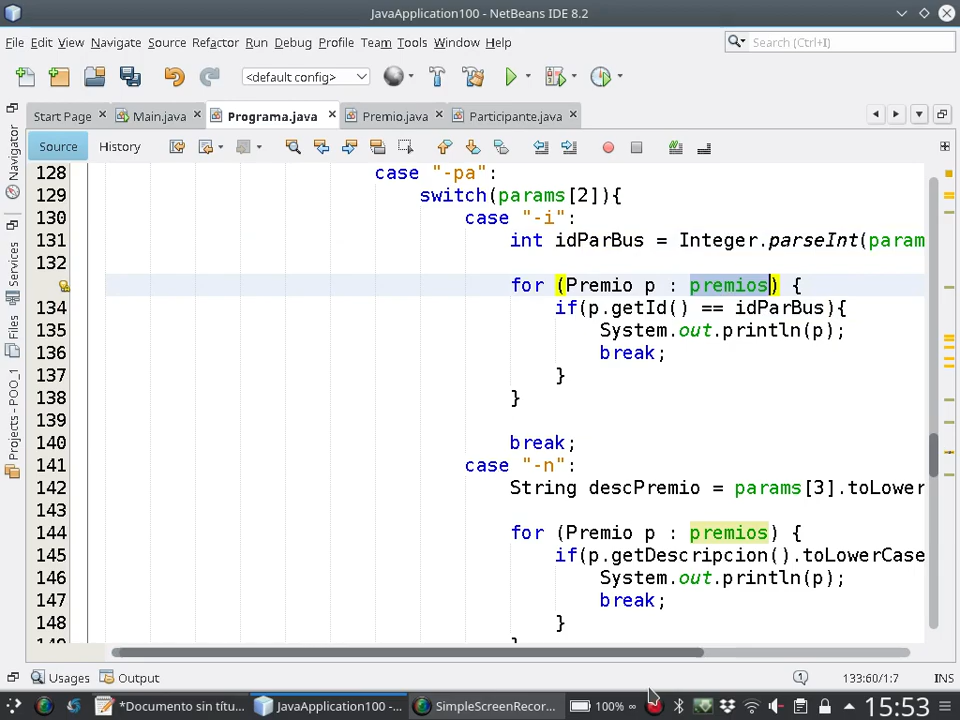 JavaApplication100 - NetBeans IDE 8.2
File Edit View Navigate Source Refactor Run Debug Profile Team Tools Window Help
Search (Ctrl+I)
<default config>
Start Page Main.java Programa.java Premio.java Participante.java
Source History
Navigator
Services
Files
Projects - POO_1
128 case "-pa":
129 switch(params[2]){
130 case "-i":
131 int idParBus = Integer.parseInt(param
132
for (Premio p : premios) {
134 if(p.getId() == idParBus){
135 System.out.println(p);
136 break;
137 }
138 }
139
140 break;
141 case "-n":
142 String descPremio = params[3].toLower
143
144 for (Premio p : premios) {
145 if(p.getDescripcion().toLowerCase
146 System.out.println(p);
147 break;
148 }
149 }
Usages Output
1 133:60/1:7 INS
*Documento sin títu... JavaApplication100 -... SimpleScreenRecor... 100% ∞ 15:53